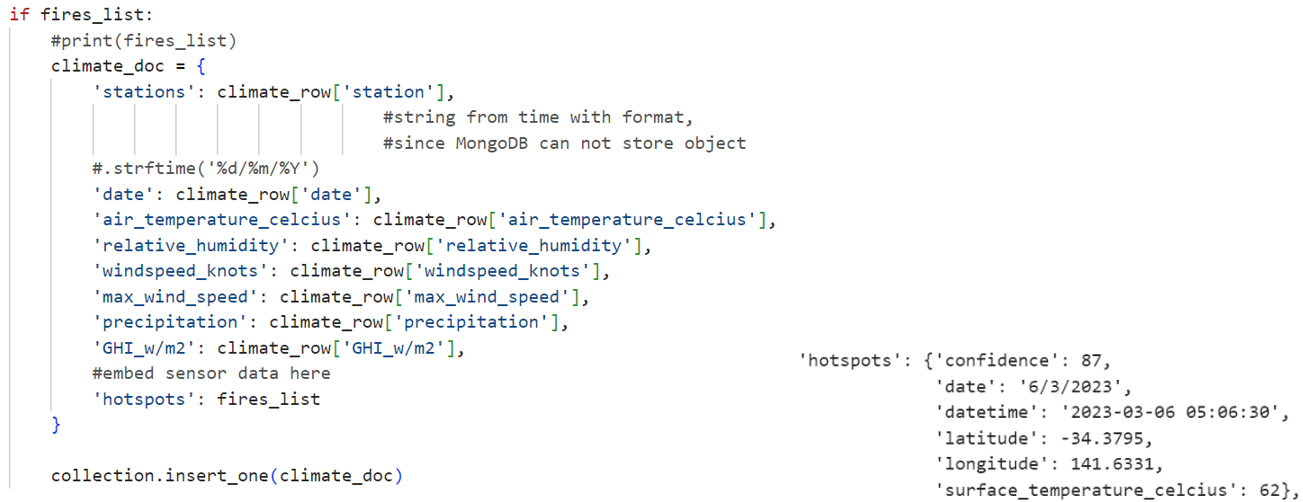 if fires_list:
    #print(fires_list)
    climate_doc = {
        'stations': climate_row['station'],
                                    #string from time with format,
                                    #since MongoDB can not store object
        #.strftime('%d/%m/%Y')
        'date': climate_row['date'],
        'air_temperature_celcius': climate_row['air_temperature_celcius'],
        'relative_humidity': climate_row['relative_humidity'],
        'windspeed_knots': climate_row['windspeed_knots'],
        'max_wind_speed': climate_row['max_wind_speed'],
        'precipitation': climate_row['precipitation'],
        'GHI_w/m2': climate_row['GHI_w/m2'],
        #embed sensor data here
        'hotspots': fires_list
    }
    collection.insert_one(climate_doc)
'hotspots': {'confidence': 87,
             'date': '6/3/2023',
             'datetime': '2023-03-06 05:06:30',
             'latitude': -34.3795,
             'longitude': 141.6331,
             'surface_temperature_celcius': 62},